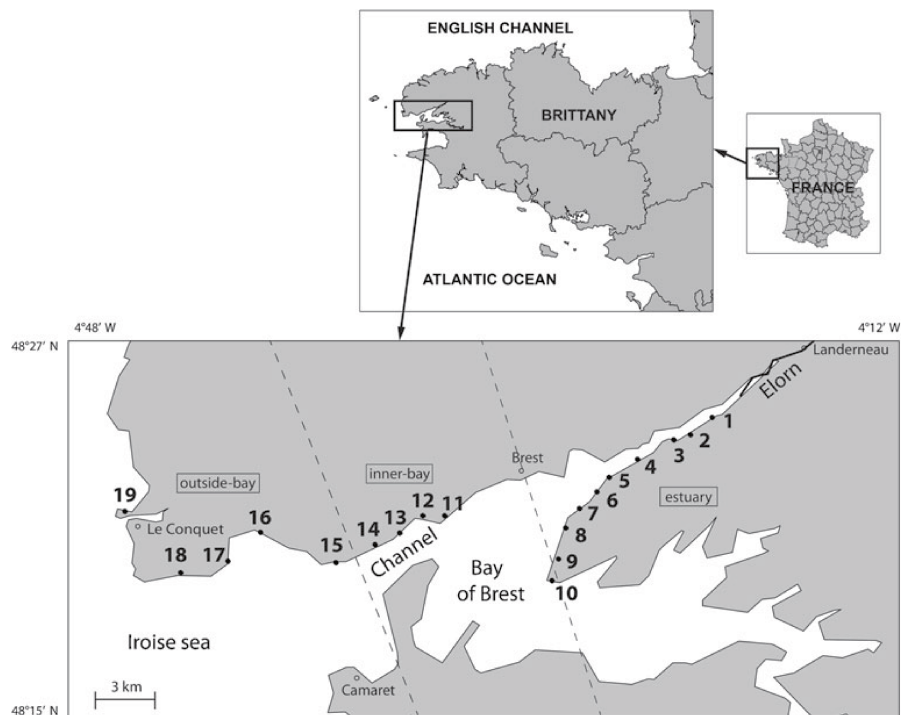 ENGLISH CHANNEL
BRITTANY
FRANCE
ATLANTIC OCEAN
4°48' W
4°12' W
48°27' N
Landerneau
Elorn
1
2
3
4
Brest
5
inner-bay
outside-bay
6
estuary
19
12
11
7
16
13
Le Conquet
14
8
Channel
18
17
15
9
Bay
of Brest
10
Iroise sea
Camaret
3 km
48°15' N